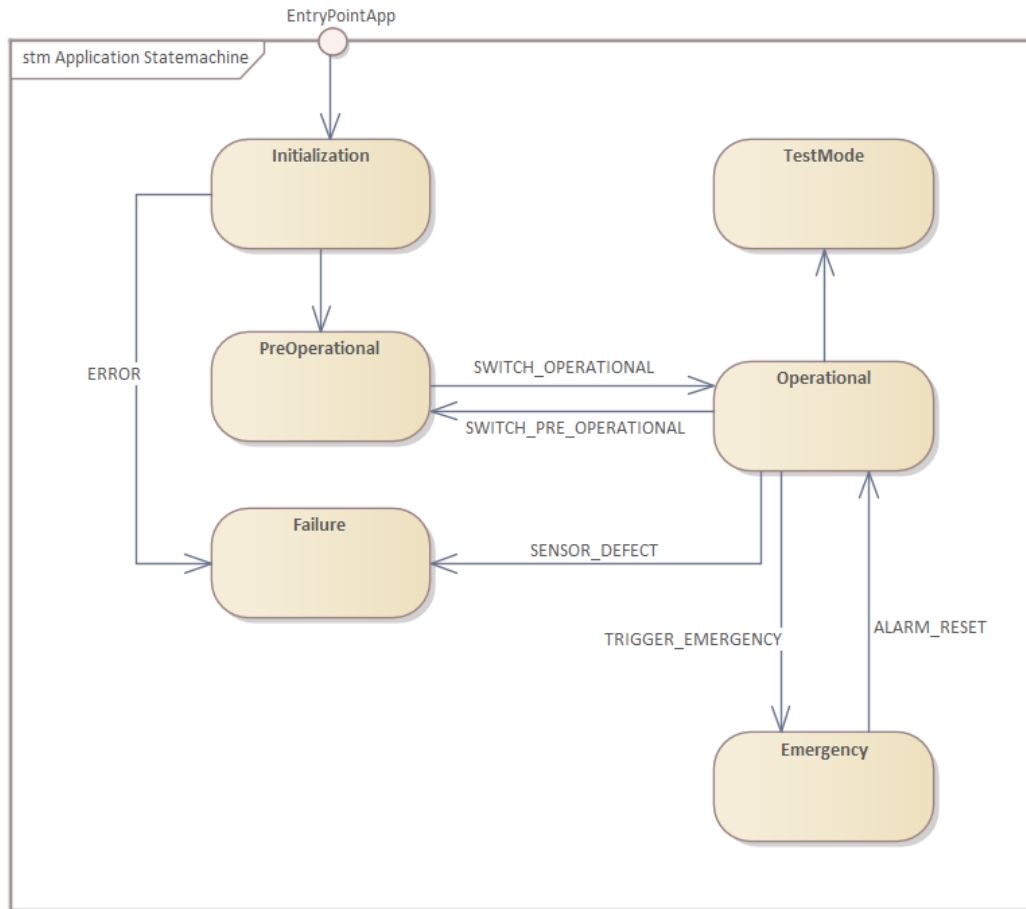 EntryPointApp
stm Application Statemachine
Initialization
TestMode
PreOperational
SWITCH_OPERATIONAL
Operational
ERROR
SWITCH_PRE_OPERATIONAL
Failure
SENSOR_DEFECT
TRIGGER_EMERGENCY
ALARM_RESET
Emergency